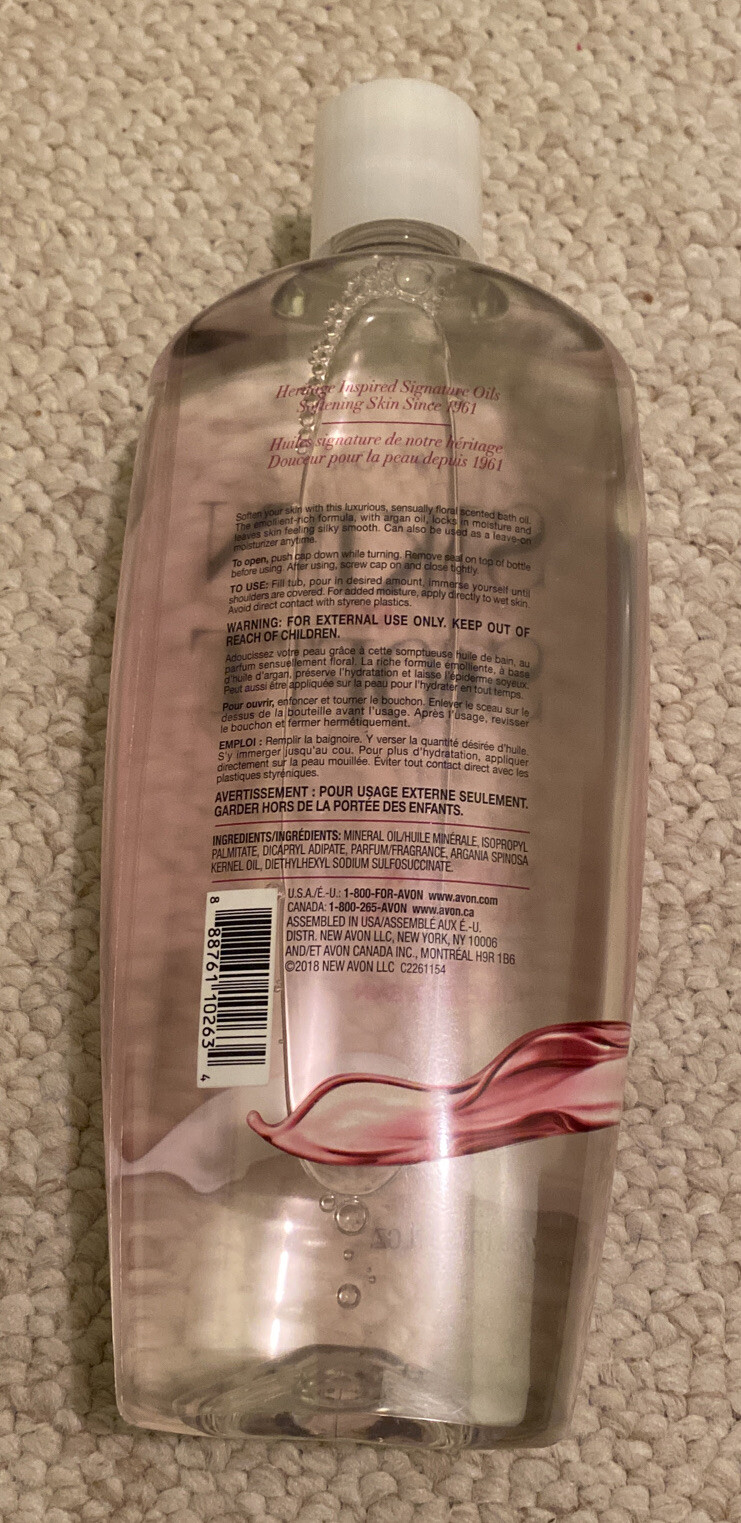 Heritage Inspired Signature Oils
Softening Skin Since 1961
Huiles signature de notre héritage
Douceur pour la peau depuis 1961
Soften your skin with this luxurious, sensually floral scented bath oil.
The emollient-rich formula, with argan oil, locks in moisture and
leaves skin feeling silky smooth. Can also be used as a leave-on
moisturizer anytime.
To open, push cap down while turning. Remove seal on top of bottle
before using. After using, screw cap on and close tightly.
TO USE: Fill tub, pour in desired amount, immerse yourself until
shoulders are covered. For added moisture, apply directly to wet skin.
Avoid direct contact with styrene plastics.
WARNING: FOR EXTERNAL USE ONLY. KEEP OUT OF
REACH OF CHILDREN.
Adoucissez votre peau grâce à cette somptueuse huile de bain, au
parfum sensuellement floral. La riche formule émolliente, à base
d'huile d'argan, préserve l'hydratation et laisse l'épiderme soyeux.
Peut aussi être appliquée sur la peau pour l'hydrater en tout temps.
Pour ouvrir, enfoncer et tourner le bouchon. Enlever le sceau sur le
dessus de la bouteille avant l'usage. Après l'usage, revisser
le bouchon et fermer hermétiquement.
EMPLOI : Remplir la baignoire. Y verser la quantité désirée d'huile.
S'y immerger jusqu'au cou. Pour plus d'hydratation, appliquer
directement sur la peau mouillée. Éviter tout contact direct avec les
plastiques styréniques.
AVERTISSEMENT : POUR USAGE EXTERNE SEULEMENT.
GARDER HORS DE LA PORTÉE DES ENFANTS.
INGREDIENTS/INGRÉDIENTS: MINERAL OIL/HUILE MINÉRALE, ISOPROPYL
PALMITATE, DICAPRYL ADIPATE, PARFUM/FRAGRANCE, ARGANIA SPINOSA
KERNEL OIL, DIETHYLHEXYL SODIUM SULFOSUCCINATE.
U.S.A./É.-U.: 1-800-FOR-AVON www.avon.com
CANADA: 1-800-265-AVON www.avon.ca
ASSEMBLED IN USA/ASSEMBLÉ AUX É.-U.
DISTR. NEW AVON LLC, NEW YORK, NY 10006
AND/ET AVON CANADA INC., MONTRÉAL H9R 1B6
©2018 NEW AVON LLC C2261154
8 88761 10263 4